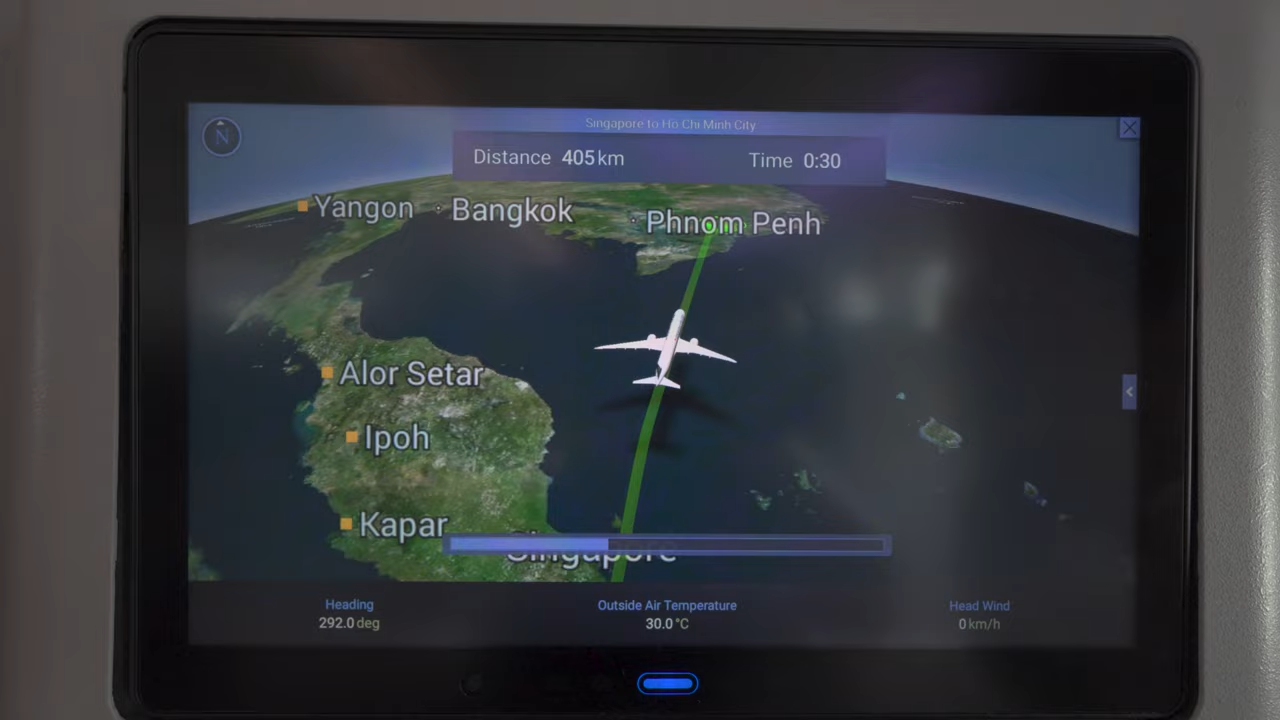 N
Singapore to Ho Chi Minh City
Distance 405 km
Time 0:30
Yangon
Bangkok
Phnom Penh
Alor Setar
Ipoh
Kapar
Singapore
Heading
292.0 deg
Outside Air Temperature
30.0 °C
Head Wind
0 km/h